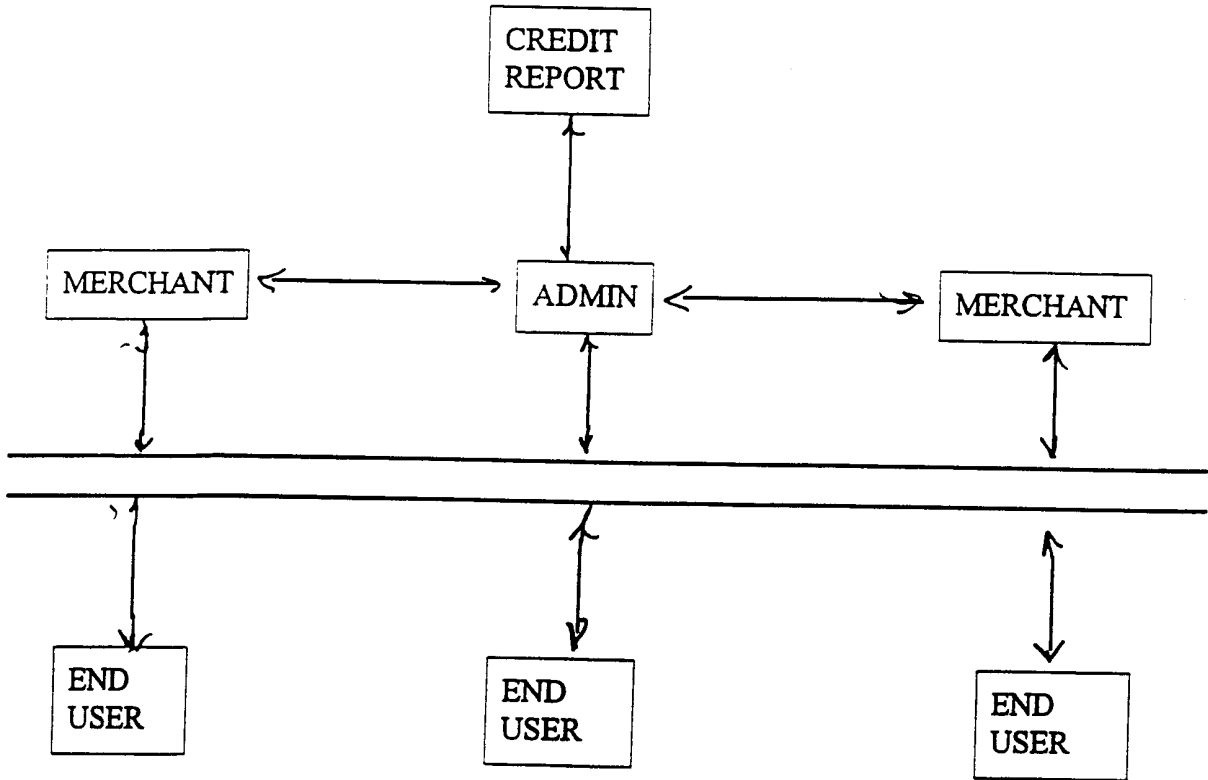 CREDIT
REPORT
MERCHANT
ADMIN
MERCHANT
END
USER
END
USER
END
USER